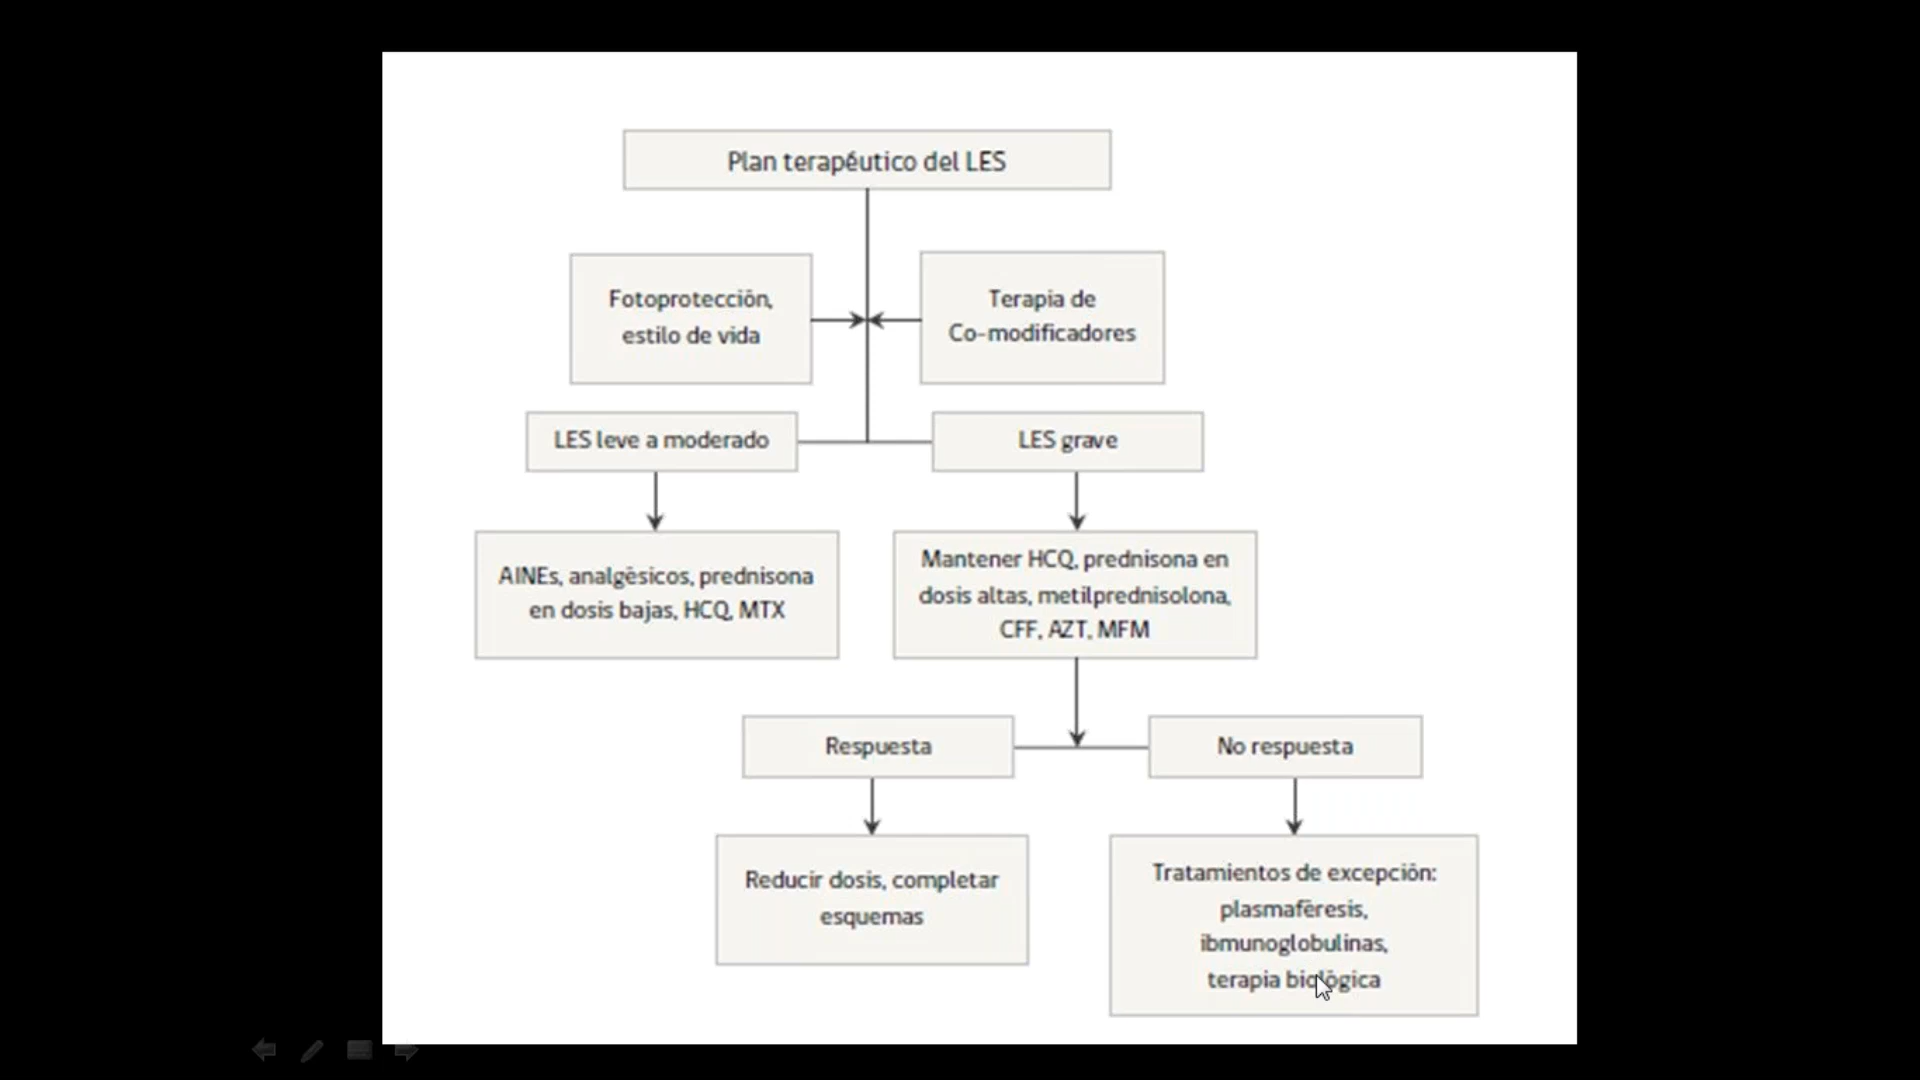 Plan terapéutico del LES
Fotoprotección,
estilo de vida
Terapia de
Co-modificadores
LES leve a moderado
LES grave
AINEs, analgésicos, prednisona
en dosis bajas, HCQ, MTX
Mantener HCQ, prednisona en
dosis altas, metilprednisolona,
CFF, AZT, MFM
Respuesta
No respuesta
Reducir dosis, completar
esquemas
Tratamientos de excepción:
plasmaféresis,
ibmunoglobulinas,
terapia biológica